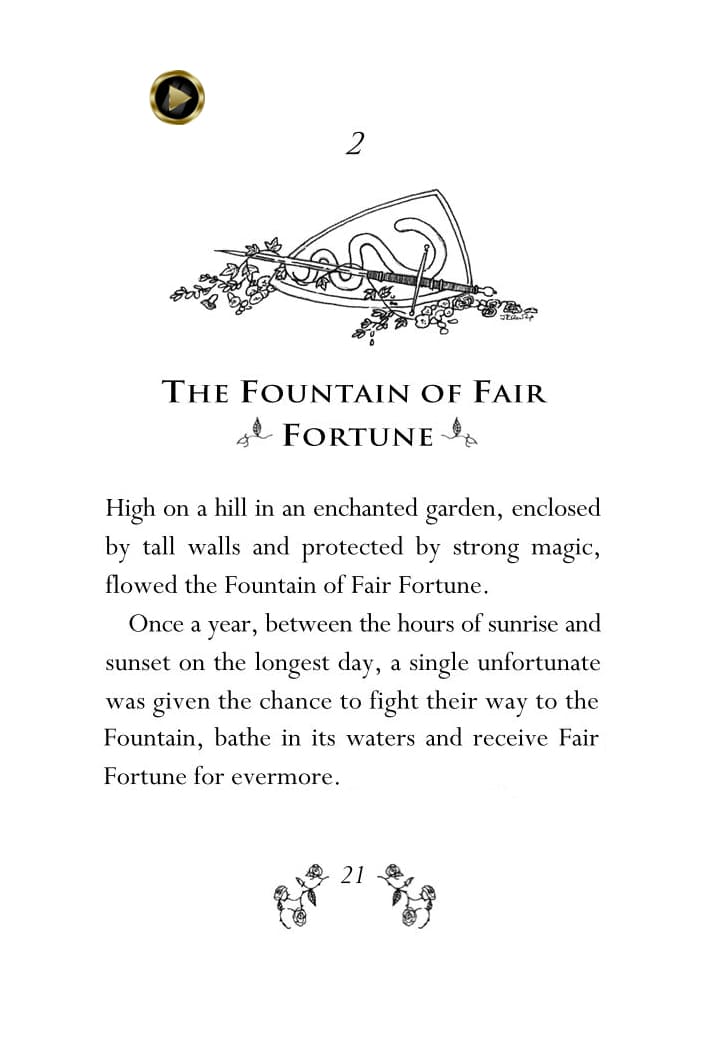 2
THE FOUNTAIN OF FAIR
FORTUNE
High on a hill in an enchanted garden, enclosed
by tall walls and protected by strong magic,
flowed the Fountain of Fair Fortune.
Once a year, between the hours of sunrise and
sunset on the longest day, a single unfortunate
was given the chance to fight their way to the
Fountain, bathe in its waters and receive Fair
Fortune for evermore.
21